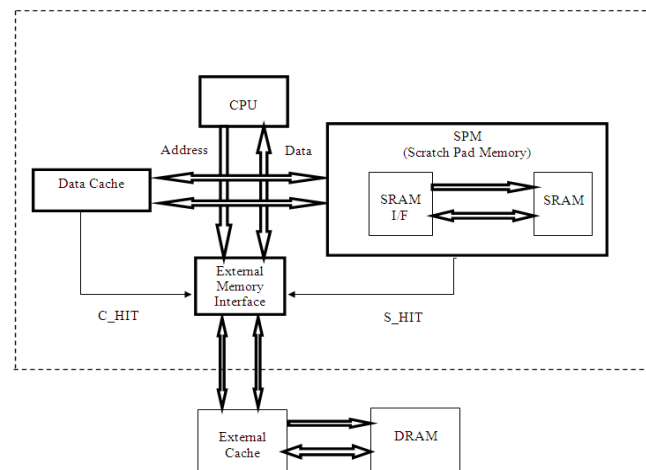 CPU
SPM
(Scratch Pad Memory)
Address
Data
Data Cache
SRAM
I/F
SRAM
External
Memory
Interface
C_HIT
S_HIT
External
Cache
DRAM